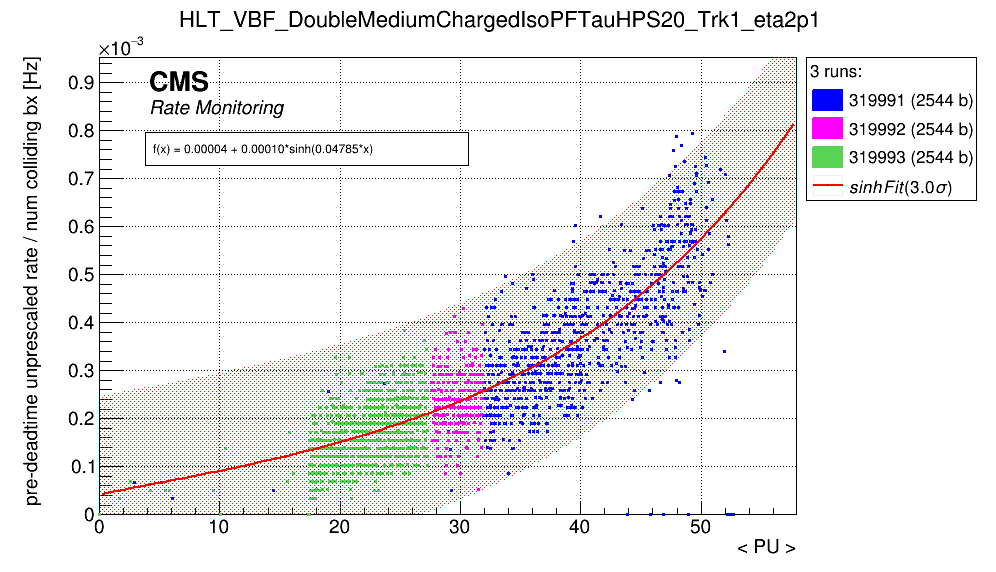 HLT_VBF_DoubleMediumChargedIsoPFTauHPS20_Trk1_eta2p1
×10⁻³
pre-deadtime unprescaled rate / num colliding bx [Hz]
0.9
0.8
0.7
0.6
0.5
0.4
0.3
0.2
0.1
0
CMS
Rate Monitoring
f(x) = 0.00004 + 0.00010*sinh(0.04785*x)
3 runs:
319991 (2544 b)
319992 (2544 b)
319993 (2544 b)
sinhFit(3.0σ)
0 10 20 30 40 50
< PU >